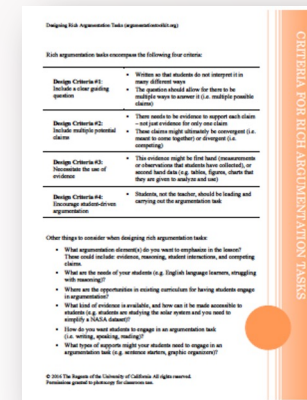 Designing Rich Argumentation Tasks (argumentationtoolkit.org)
Rich argumentation tasks encompass the following four criteria:
Design Criteria #1:
Include a clear guiding
question
• Written so that students do not interpret it in
many different ways
• The question should allow for there to be
multiple ways to answer it (i.e. multiple possible
claims)
Design Criteria #2:
Include multiple potential
claims
• There needs to be evidence to support each claim
– not just evidence for only one claim
• These claims might ultimately be convergent (i.e.
meant to come together) or divergent (i.e.
competing)
Design Criteria #3:
Necessitate the use of
evidence
• This evidence might be first hand (measurements
or observations that students have collected), or
second hand data (e.g. tables, figures, charts that
they are given to analyze and use)
Design Criteria #4:
Encourage student-driven
argumentation
• Students, not the teacher, should be leading and
carrying out the argumentation task
Other things to consider when designing rich argumentation tasks:
• What argumentation element(s) do you want to emphasize in the lesson?
These could include: evidence, reasoning, student interactions, and competing
claims.
• What are the needs of your students (e.g. English language learners, struggling
with reasoning)?
• Where are the opportunities in existing curriculum for having students engage
in argumentation?
• What kind of evidence is available, and how can it be made accessible to
students (e.g. students are studying the solar system and you need to
simplify a NASA dataset)?
• How do you want students to engage in an argumentation task
(i.e. writing, speaking, reading)?
• What types of supports might your students need to engage in an
argumentation task (e.g. sentence starters, graphic organizers)?
© 2016 The Regents of the University of California All rights reserved.
Permissions granted to photocopy for classroom use.
CRITERIA FOR RICH ARGUMENTATION TASKS